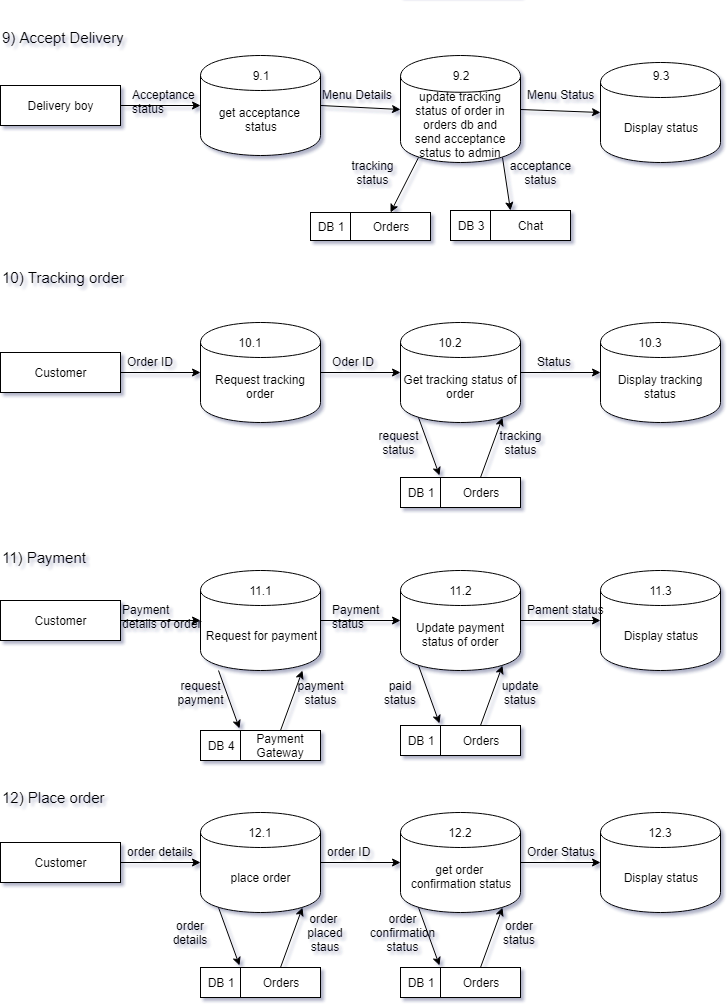 9) Accept Delivery
Delivery boy
Acceptance
status
9.1
get acceptance
status
Menu Details
9.2
update tracking
status of order in
orders db and
send acceptance
status to admin
Menu Status
9.3
Display status
tracking
status
acceptance
status
DB 1
Orders
DB 3
Chat
10) Tracking order
Customer
Order ID
10.1
Request tracking
order
Oder ID
10.2
Get tracking status of
order
Status
10.3
Display tracking
status
request
status
tracking
status
DB 1
Orders
11) Payment
Customer
Payment
details of order
11.1
Request for payment
Payment
status
11.2
Update payment
status of order
Pament status
11.3
Display status
request
payment
payment
status
paid
status
update
status
DB 4
Payment
Gateway
DB 1
Orders
12) Place order
Customer
order details
12.1
place order
order ID
12.2
get order
confirmation status
Order Status
12.3
Display status
order
details
order
placed
staus
order
confirmation
status
order
status
DB 1
Orders
DB 1
Orders